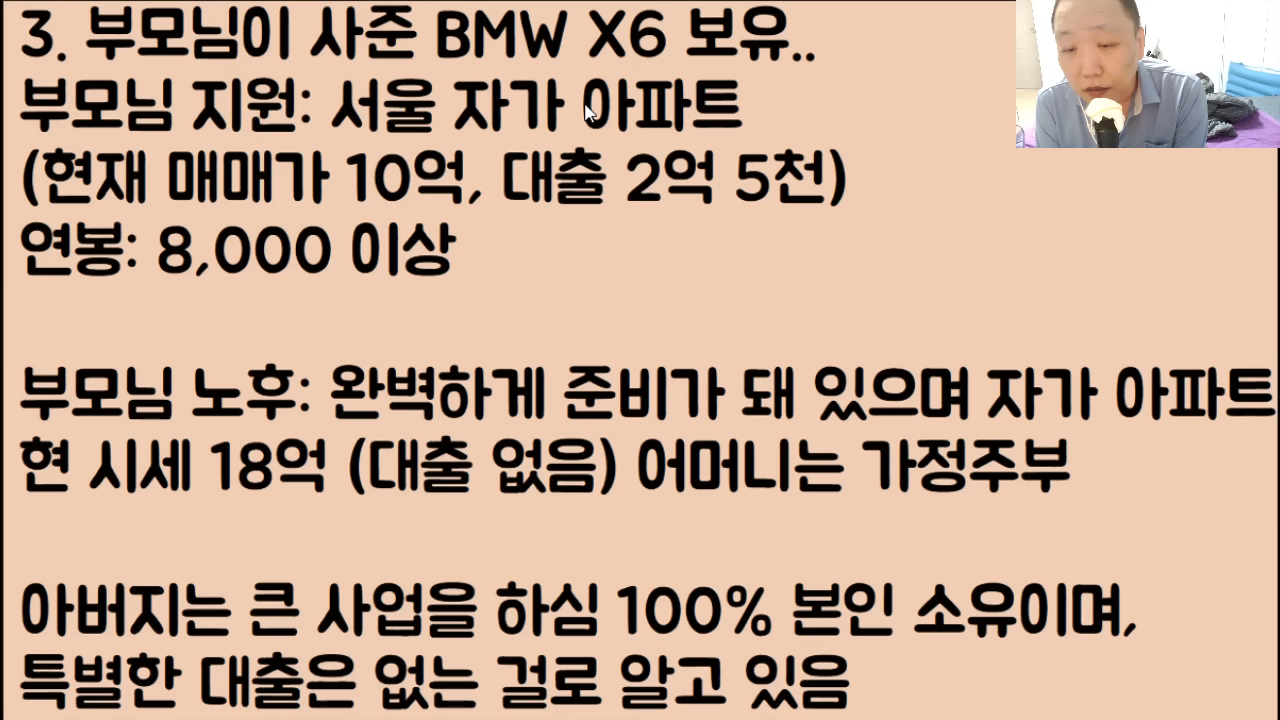 3. 부모님이 사준 BMW X6 보유..
부모님 지원: 서울 자가 아파트
(현재 매매가 10억, 대출 2억 5천)
연봉: 8,000 이상
부모님 노후: 완벽하게 준비가 돼 있으며 자가 아파트
현 시세 18억 (대출 없음) 어머니는 가정주부
아버지는 큰 사업을 하심 100% 본인 소유이며,
특별한 대출은 없는 걸로 알고 있음